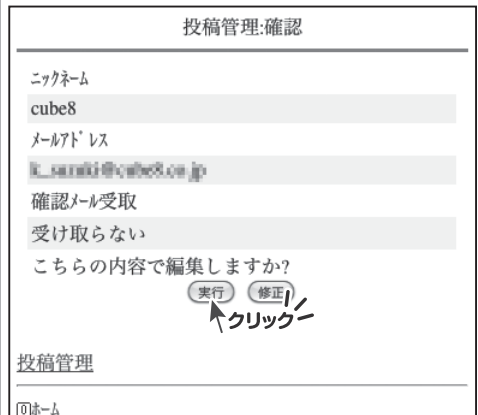 投稿管理:確認
ニックネーム
cube8
メールアドレス
確認メール受取
受け取らない
こちらの内容で編集しますか?
実行 修正
クリック
投稿管理
0ホーム